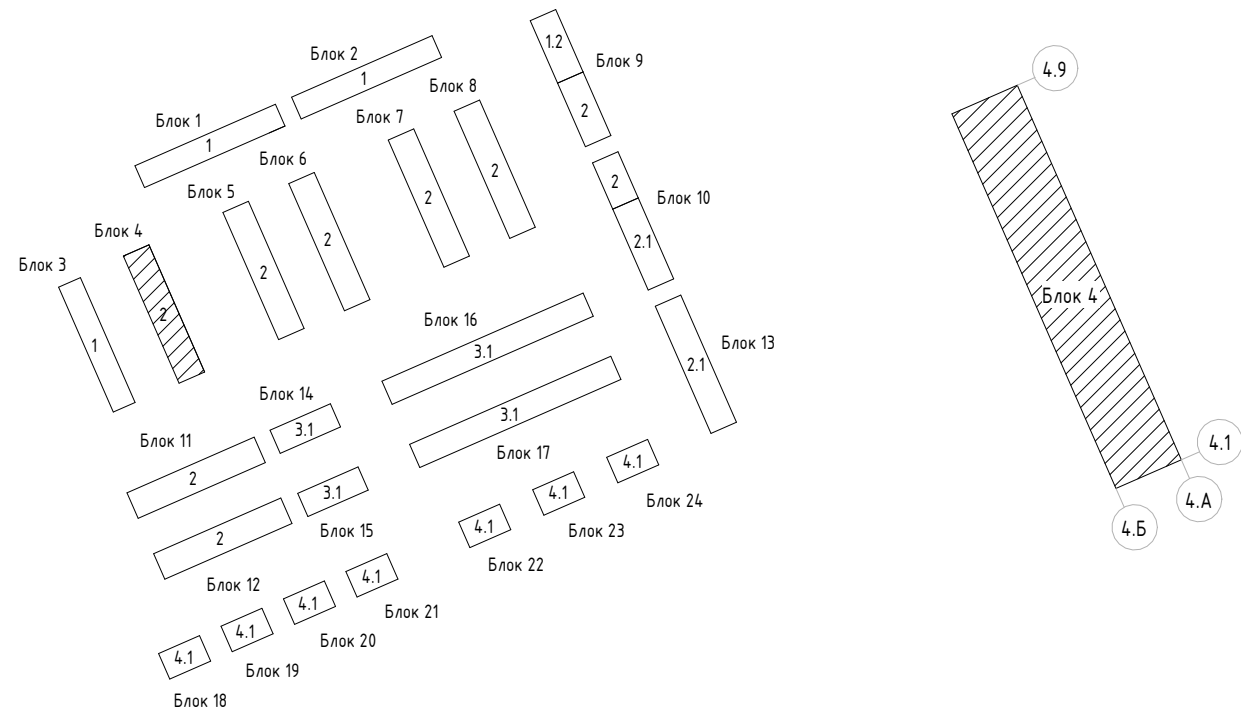 Блок 1
1
Блок 2
1
Блок 3
1
Блок 4
2
Блок 5
2
Блок 6
2
Блок 7
2
Блок 8
2
1.2
Блок 9
2
2
Блок 10
2.1
Блок 11
2
Блок 12
2
Блок 13
2.1
Блок 14
3.1
Блок 15
3.1
Блок 16
3.1
Блок 17
3.1
Блок 18
4.1
Блок 19
4.1
Блок 20
4.1
Блок 21
4.1
Блок 22
4.1
Блок 23
4.1
Блок 24
4.1
4.9
Блок 4
4.1
4.А
4.Б